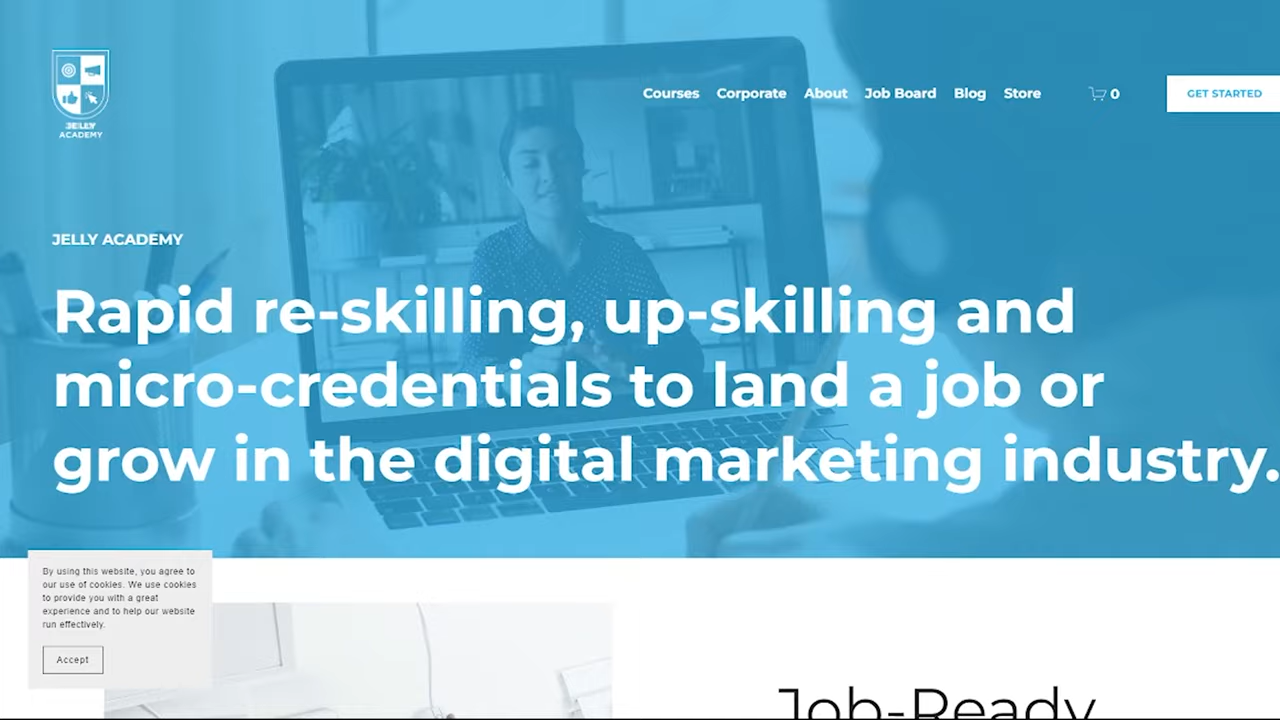 JELLY
ACADEMY
Courses Corporate About Job Board Blog Store 0 GET STARTED
JELLY ACADEMY
Rapid re-skilling, up-skilling and
micro-credentials to land a job or
grow in the digital marketing industry.
By using this website, you agree to
our use of cookies. We use cookies
to provide you with a great
experience and to help our website
run effectively.
Accept
Job-Ready